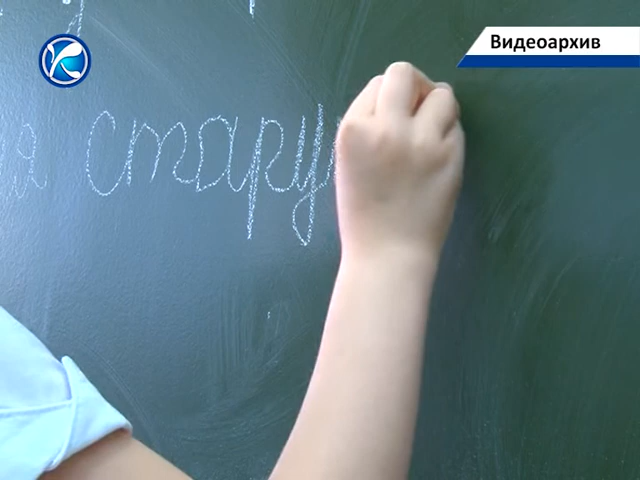 Видеоархив
я стару